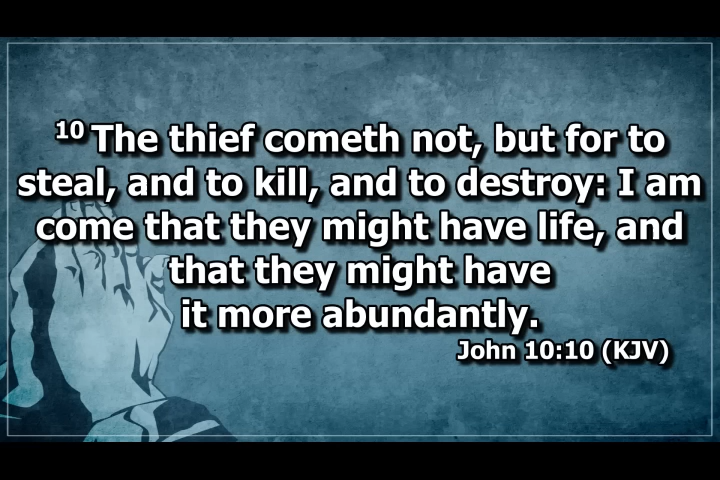 10 The thief cometh not, but for to
steal, and to kill, and to destroy: I am
come that they might have life, and
that they might have
it more abundantly.
John 10:10 (KJV)